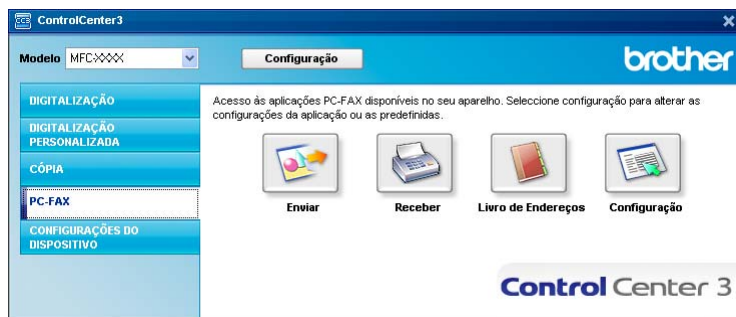 ControlCenter3
Modelo MFC-XXXX
Configuração
brother
DIGITALIZAÇÃO
DIGITALIZAÇÃO
PERSONALIZADA
CÓPIA
PC-FAX
CONFIGURAÇÕES DO
DISPOSITIVO
Acesso às aplicações PC-FAX disponíveis no seu aparelho. Seleccione configuração para alterar as
configurações da aplicação ou as predefinidas.
Enviar
Receber
Livro de Endereços
Configuração
Control Center 3